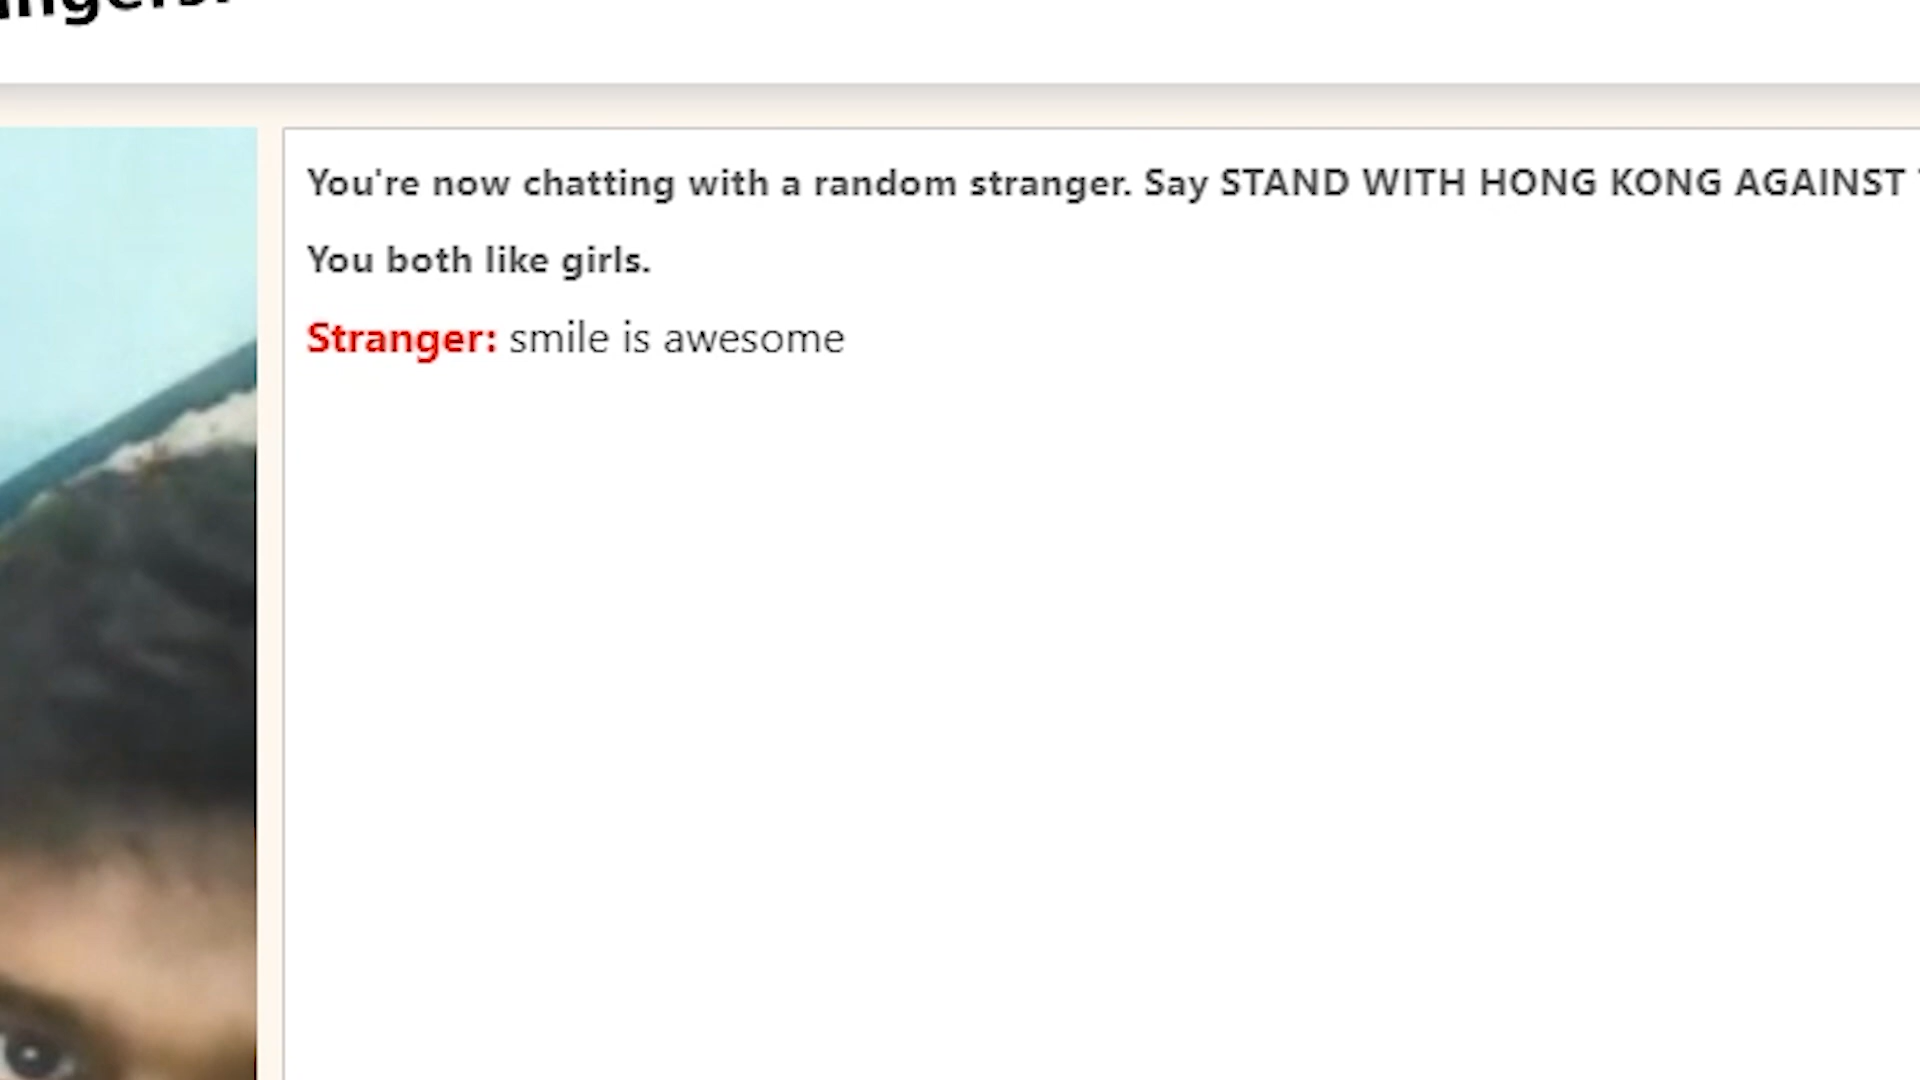 You're now chatting with a random stranger. Say STAND WITH HONG KONG AGAINST
You both like girls.
Stranger: smile is awesome